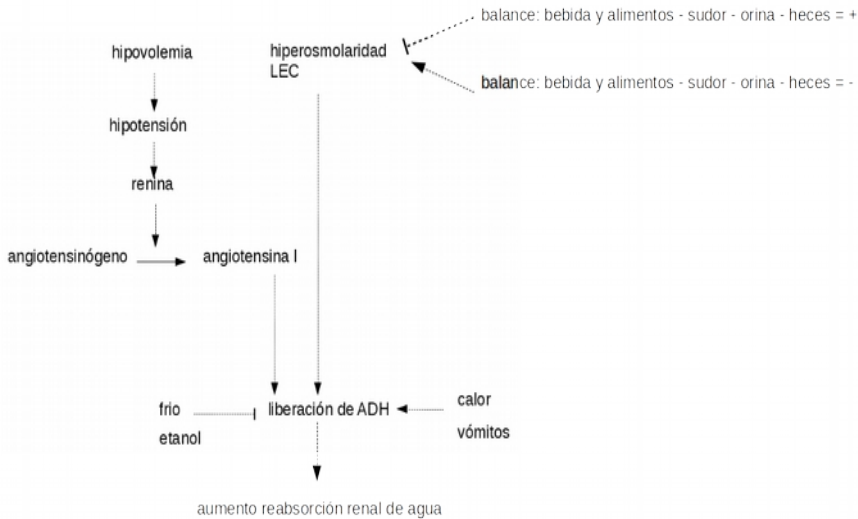 balance: bebida y alimentos - sudor - orina - heces = +
hipovolemia
hiperosmolaridad
LEC
balance: bebida y alimentos - sudor - orina - heces = -
hipotensión
renina
angiotensinógeno
angiotensina I
frio
liberación de ADH
calor
etanol
vómitos
aumento reabsorción renal de agua